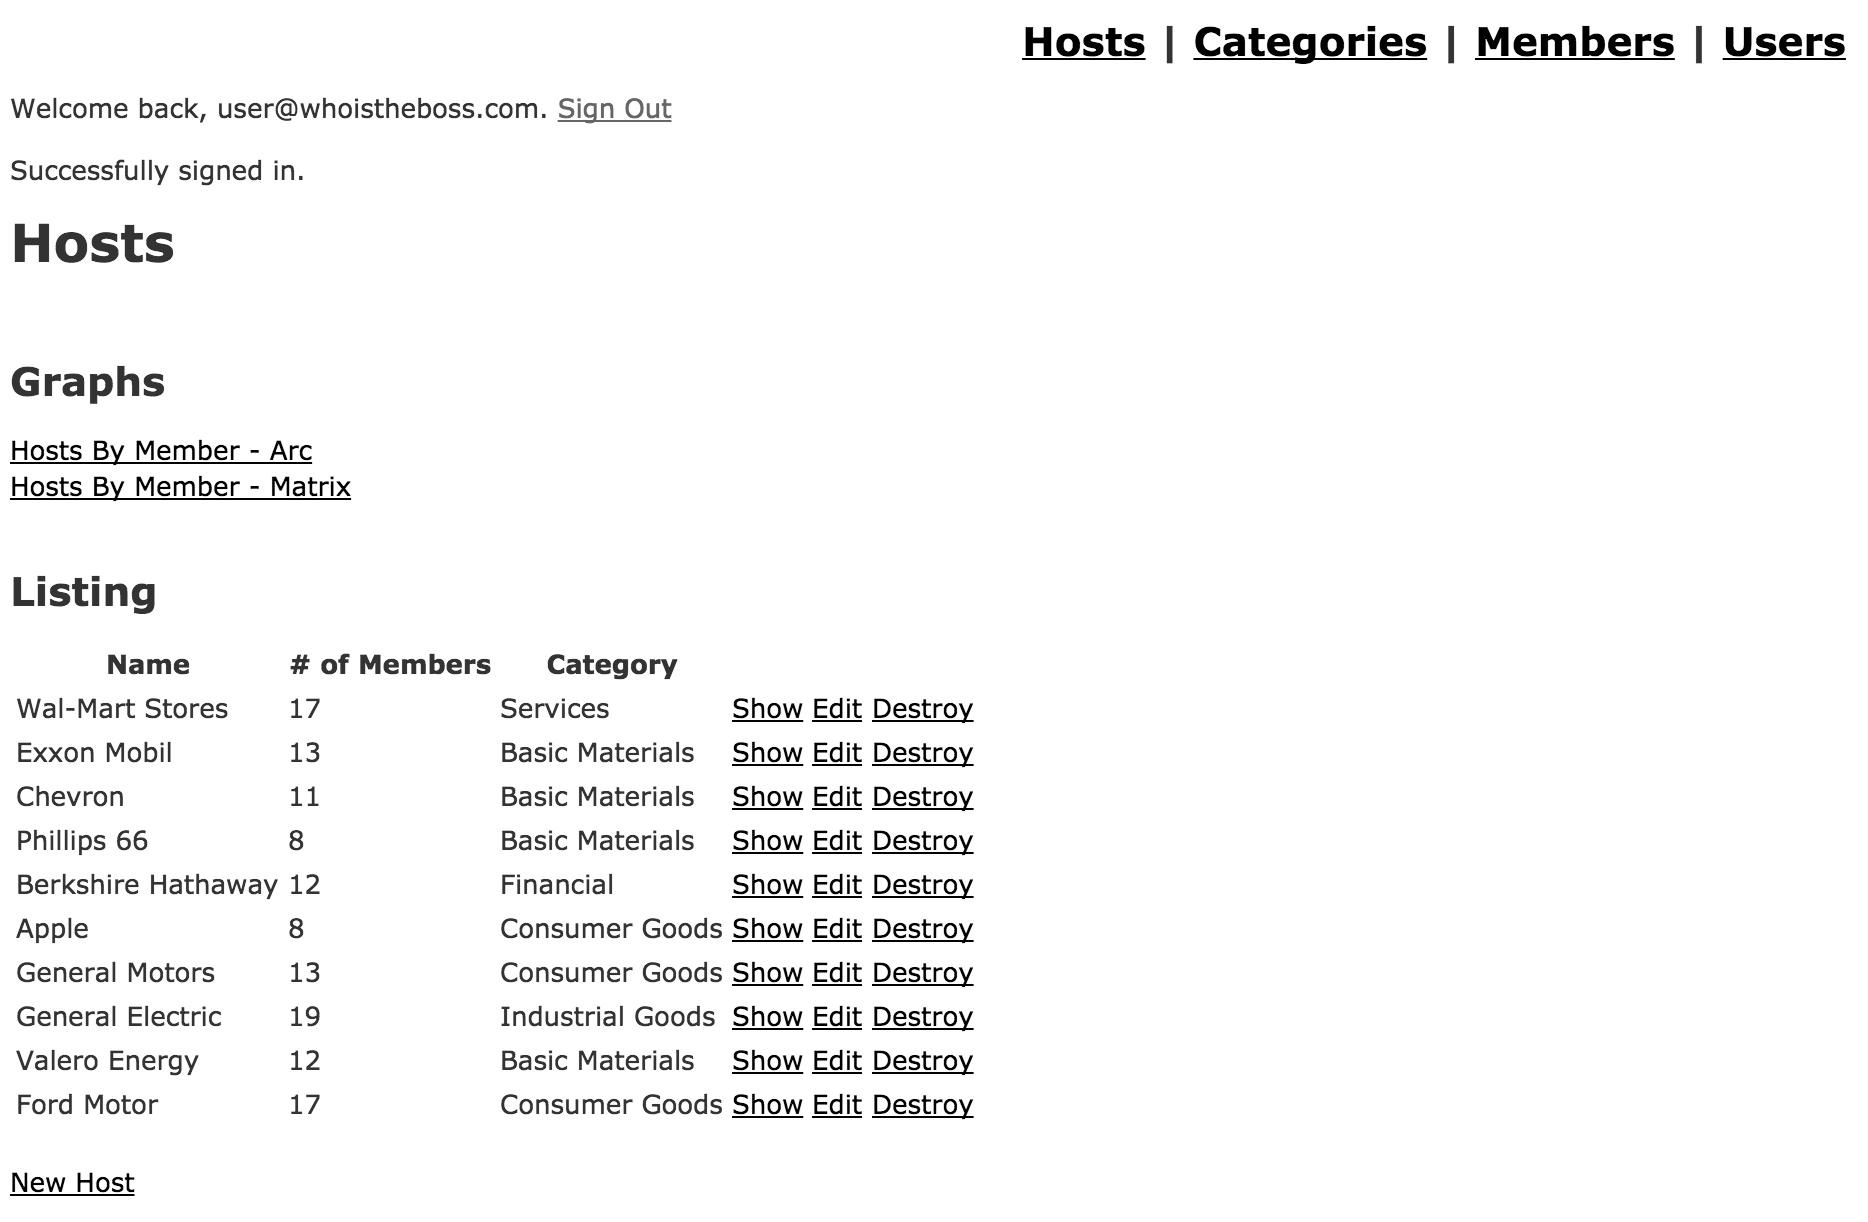 Hosts | Categories | Members | Users
Welcome back, user@whoistheboss.com. Sign Out
Successfully signed in.
Hosts
Graphs
Hosts By Member - Arc
Hosts By Member - Matrix
Listing
Name # of Members Category
Wal-Mart Stores 17 Services Show Edit Destroy
Exxon Mobil 13 Basic Materials Show Edit Destroy
Chevron 11 Basic Materials Show Edit Destroy
Phillips 66 8 Basic Materials Show Edit Destroy
Berkshire Hathaway 12 Financial Show Edit Destroy
Apple 8 Consumer Goods Show Edit Destroy
General Motors 13 Consumer Goods Show Edit Destroy
General Electric 19 Industrial Goods Show Edit Destroy
Valero Energy 12 Basic Materials Show Edit Destroy
Ford Motor 17 Consumer Goods Show Edit Destroy
New Host